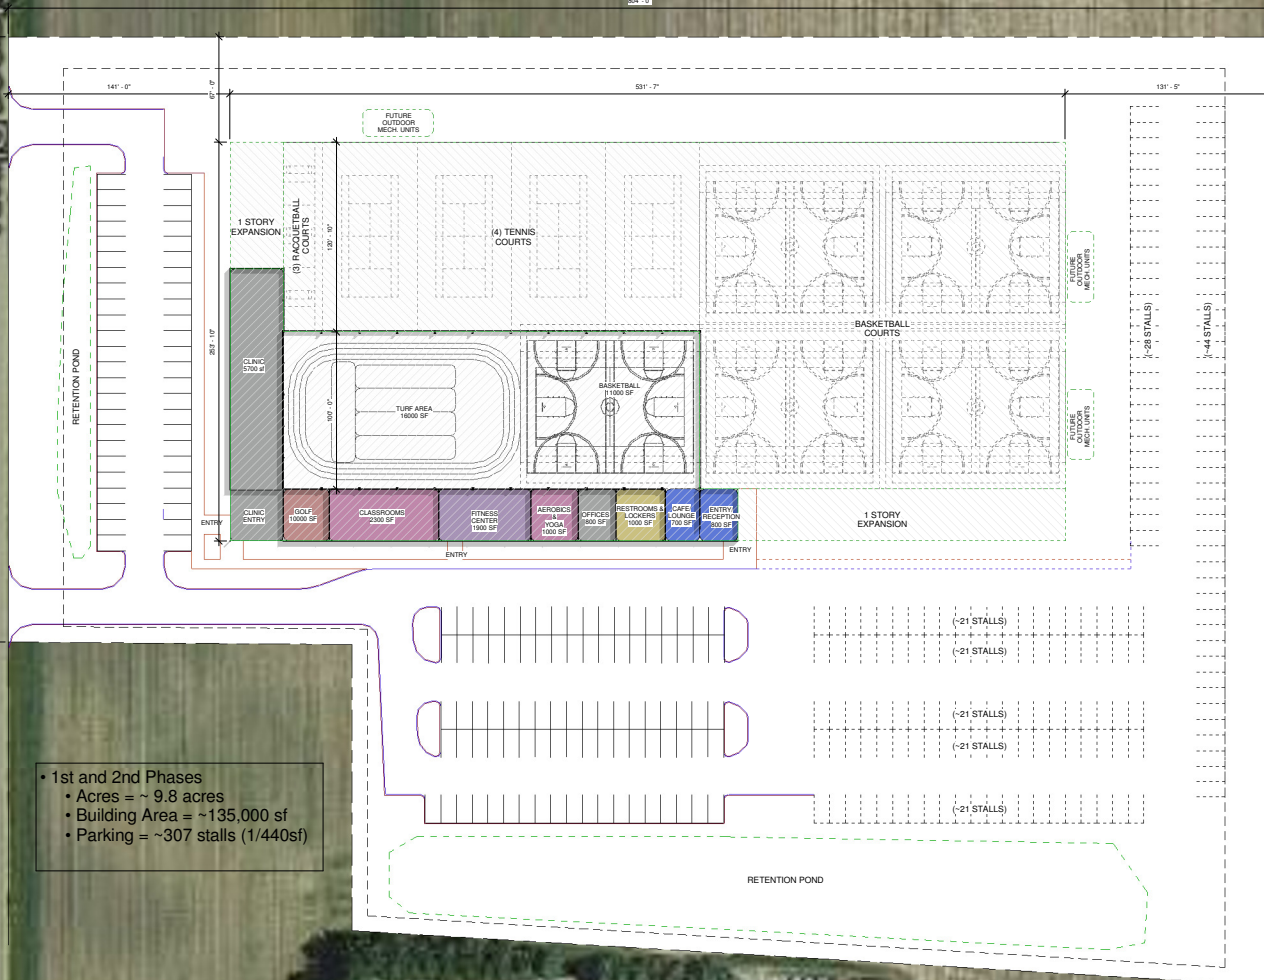 804' - 0"
141' - 0"
67' - 0"
531' - 7"
131' - 5"
FUTURE
OUTDOOR
MECH. UNITS
1 STORY
EXPANSION
(3) RACQUETBALL
COURTS
120' - 10"
(4) TENNIS
COURTS
FUTURE
OUTDOOR
MECH. UNITS
BASKETBALL
COURTS
(~28 STALLS)
(~44 STALLS)
253' - 10"
CLINIC
5700 sf
RETENTION POND
100' - 0"
TURF AREA
16000 SF
BASKETBALL
11000 SF
FUTURE
OUTDOOR
MECH. UNITS
ENTRY
CLINIC
ENTRY
GOLF
10000 SF
CLASSROOMS
2300 SF
FITNESS
CENTER
1900 SF
AEROBICS
&
YOGA
1000 SF
OFFICES
800 SF
RESTROOMS &
LOCKERS
1000 SF
CAFE/
LOUNGE
700 SF
ENTRY/
RECEPTION
800 SF
1 STORY
EXPANSION
ENTRY
ENTRY
(~21 STALLS)
(~21 STALLS)
(~21 STALLS)
(~21 STALLS)
(~21 STALLS)
• 1st and 2nd Phases
• Acres = ~ 9.8 acres
• Building Area = ~135,000 sf
• Parking = ~307 stalls (1/440sf)
RETENTION POND